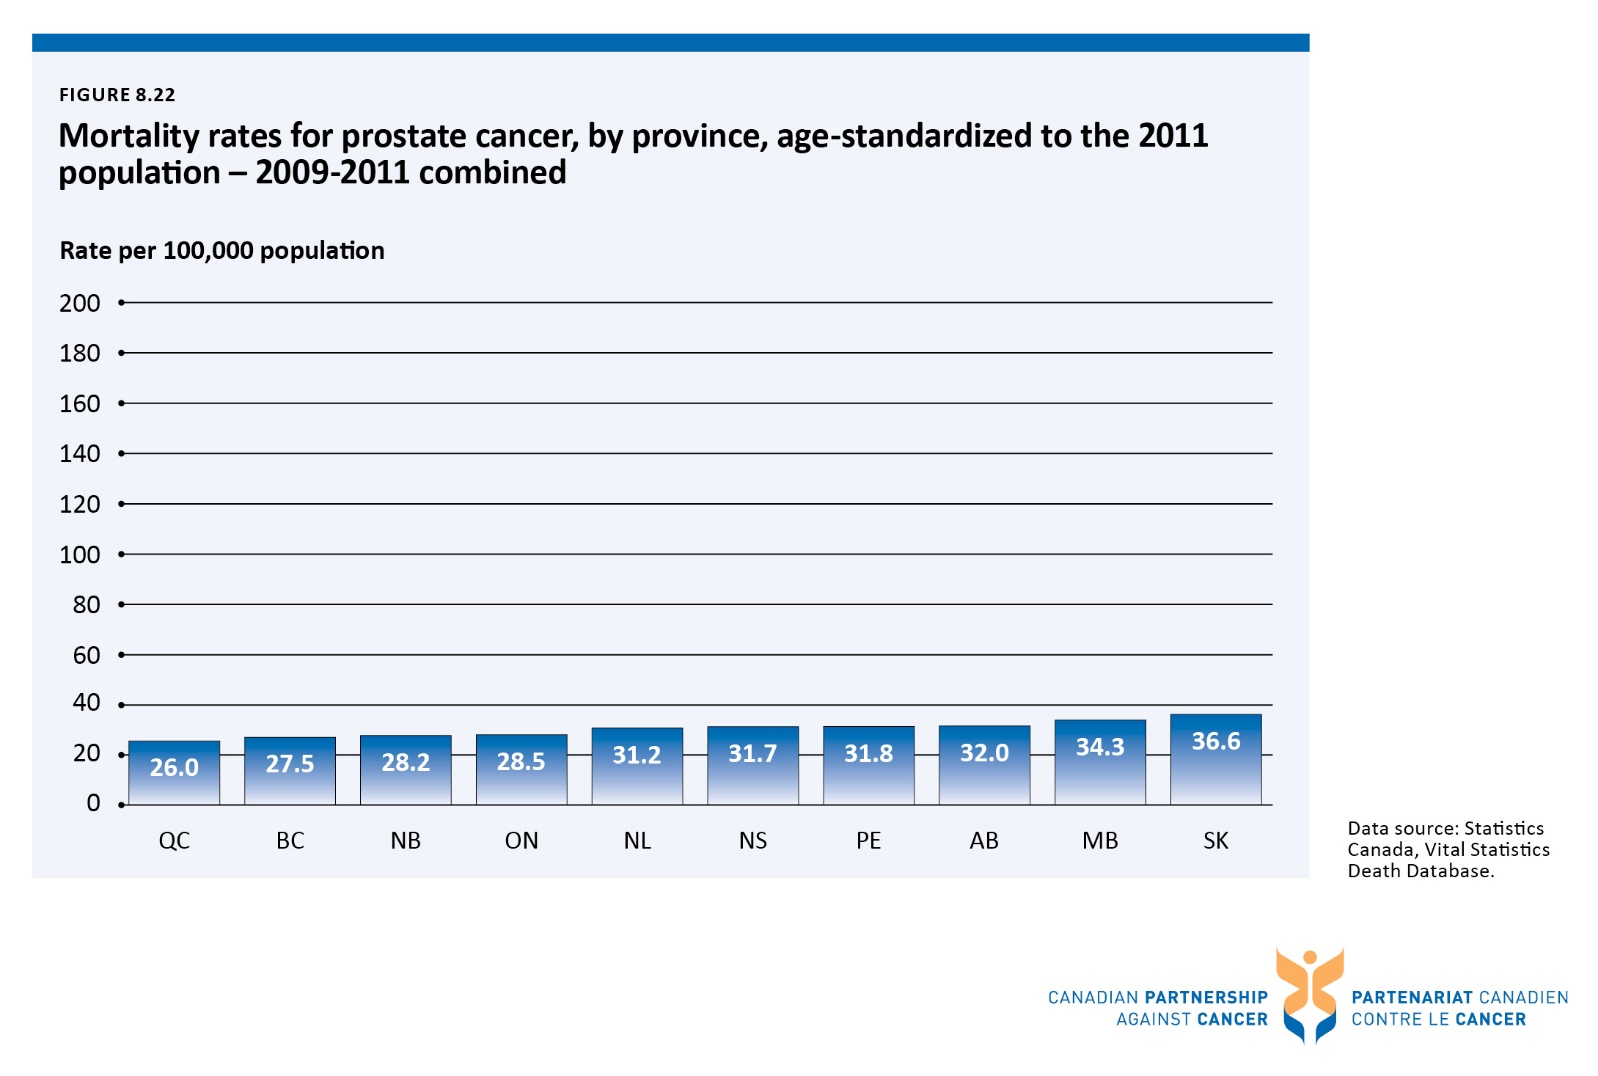 FIGURE 8.22
Mortality rates for prostate cancer, by province, age-standardized to the 2011
population – 2009-2011 combined
Rate per 100,000 population
200
180
160
140
120
100
80
60
40
20
0
26.0 27.5 28.2 28.5 31.2 31.7 31.8 32.0 34.3 36.6
QC BC NB ON NL NS PE AB MB SK
Data source: Statistics
Canada, Vital Statistics
Death Database.
CANADIAN PARTNERSHIP
AGAINST CANCER
PARTENARIAT CANADIEN
CONTRE LE CANCER